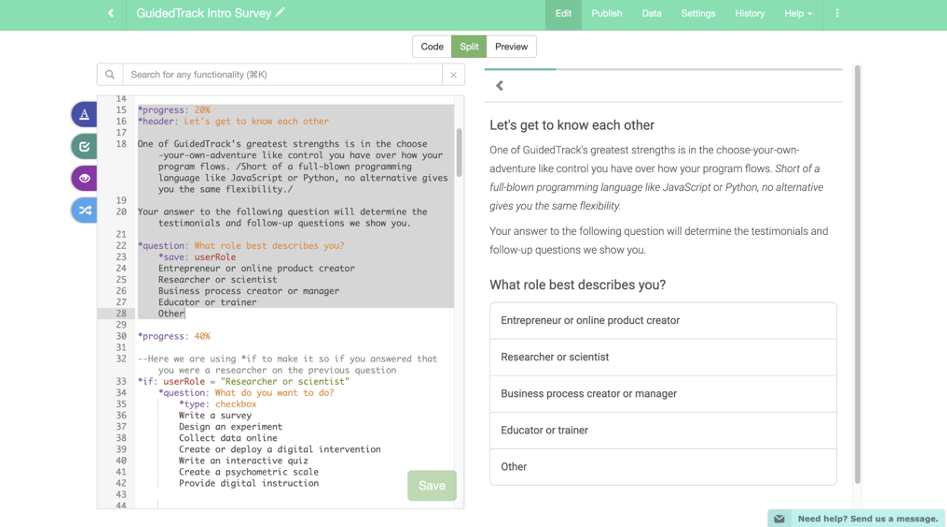 GuidedTrack Intro Survey
Edit Publish Data Settings History Help
Code Split Preview
Search for any functionality (⌘K)
14
15 *progress: 20%
16 *header: Let's get to know each other
17
18 One of GuidedTrack's greatest strengths is in the choose
-your-own-adventure like control you have over how your
program flows. /Short of a full-blown programming
language like JavaScript or Python, no alternative gives
you the same flexibility./
19
20 Your answer to the following question will determine the
testimonials and follow-up questions we show you.
21
22 *question: What role best describes you?
23 *save: userRole
24 Entrepreneur or online product creator
25 Researcher or scientist
26 Business process creator or manager
27 Educator or trainer
28 Other
29
30 *progress: 40%
31
32 --Here we are using *if to make it so if you answered that
you were a researcher on the previous question
33 *if: userRole = "Researcher or scientist"
34 *question: What do you want to do?
35 *type: checkbox
36 Write a survey
37 Design an experiment
38 Collect data online
39 Create or deploy a digital intervention
40 Write an interactive quiz
41 Create a psychometric scale
42 Provide digital instruction
43
44
Save
Let's get to know each other
One of GuidedTrack's greatest strengths is in the choose-your-own-
adventure like control you have over how your program flows. Short of a
full-blown programming language like JavaScript or Python, no alternative
gives you the same flexibility.
Your answer to the following question will determine the testimonials and
follow-up questions we show you.
What role best describes you?
Entrepreneur or online product creator
Researcher or scientist
Business process creator or manager
Educator or trainer
Other
Need help? Send us a message.